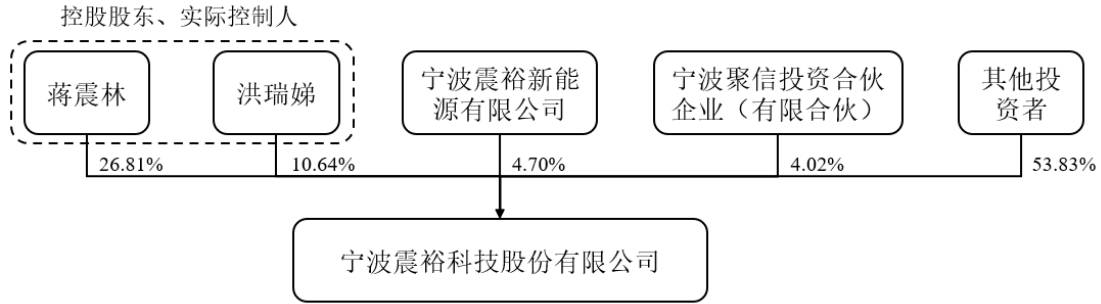 控股股东、实际控制人
蒋震林
洪瑞娣
宁波震裕新能
源有限公司
宁波聚信投资合伙
企业（有限合伙）
其他投
资者
26.81%
10.64%
4.70%
4.02%
53.83%
宁波震裕科技股份有限公司